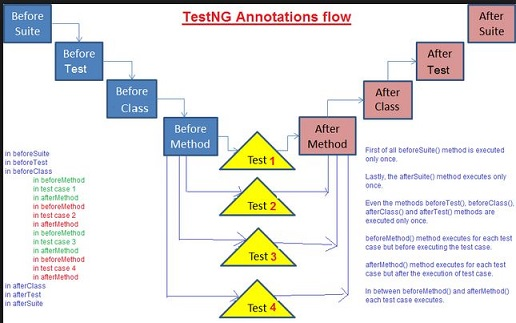 TestNG Annotations flow
Before
Suite
Before
Test
Before
Class
Before
Method
Test 1
Test 2
Test 3
Test 4
After
Method
After
Class
After
Test
After
Suite
in beforeSuite
in beforeTest
in beforeClass
in beforeMethod
in test case 1
in afterMethod
in beforeMethod
in test case 2
in afterMethod
in beforeMethod
in test case 3
in afterMethod
in beforeMethod
in test case 4
in afterMethod
in afterClass
in afterTest
in afterSuite
First of all beforeSuite() method is executed
only once.
Lastly, the afterSuite() method executes only
once.
Even the methods beforeTest(), beforeClass(),
afterClass() and afterTest() methods are
executed only once.
beforeMethod() method executes for each test
case but before executing the test case.
afterMethod() method executes for each test
case but after the execution of test case.
In between beforeMethod() and afterMethod()
each test case executes.